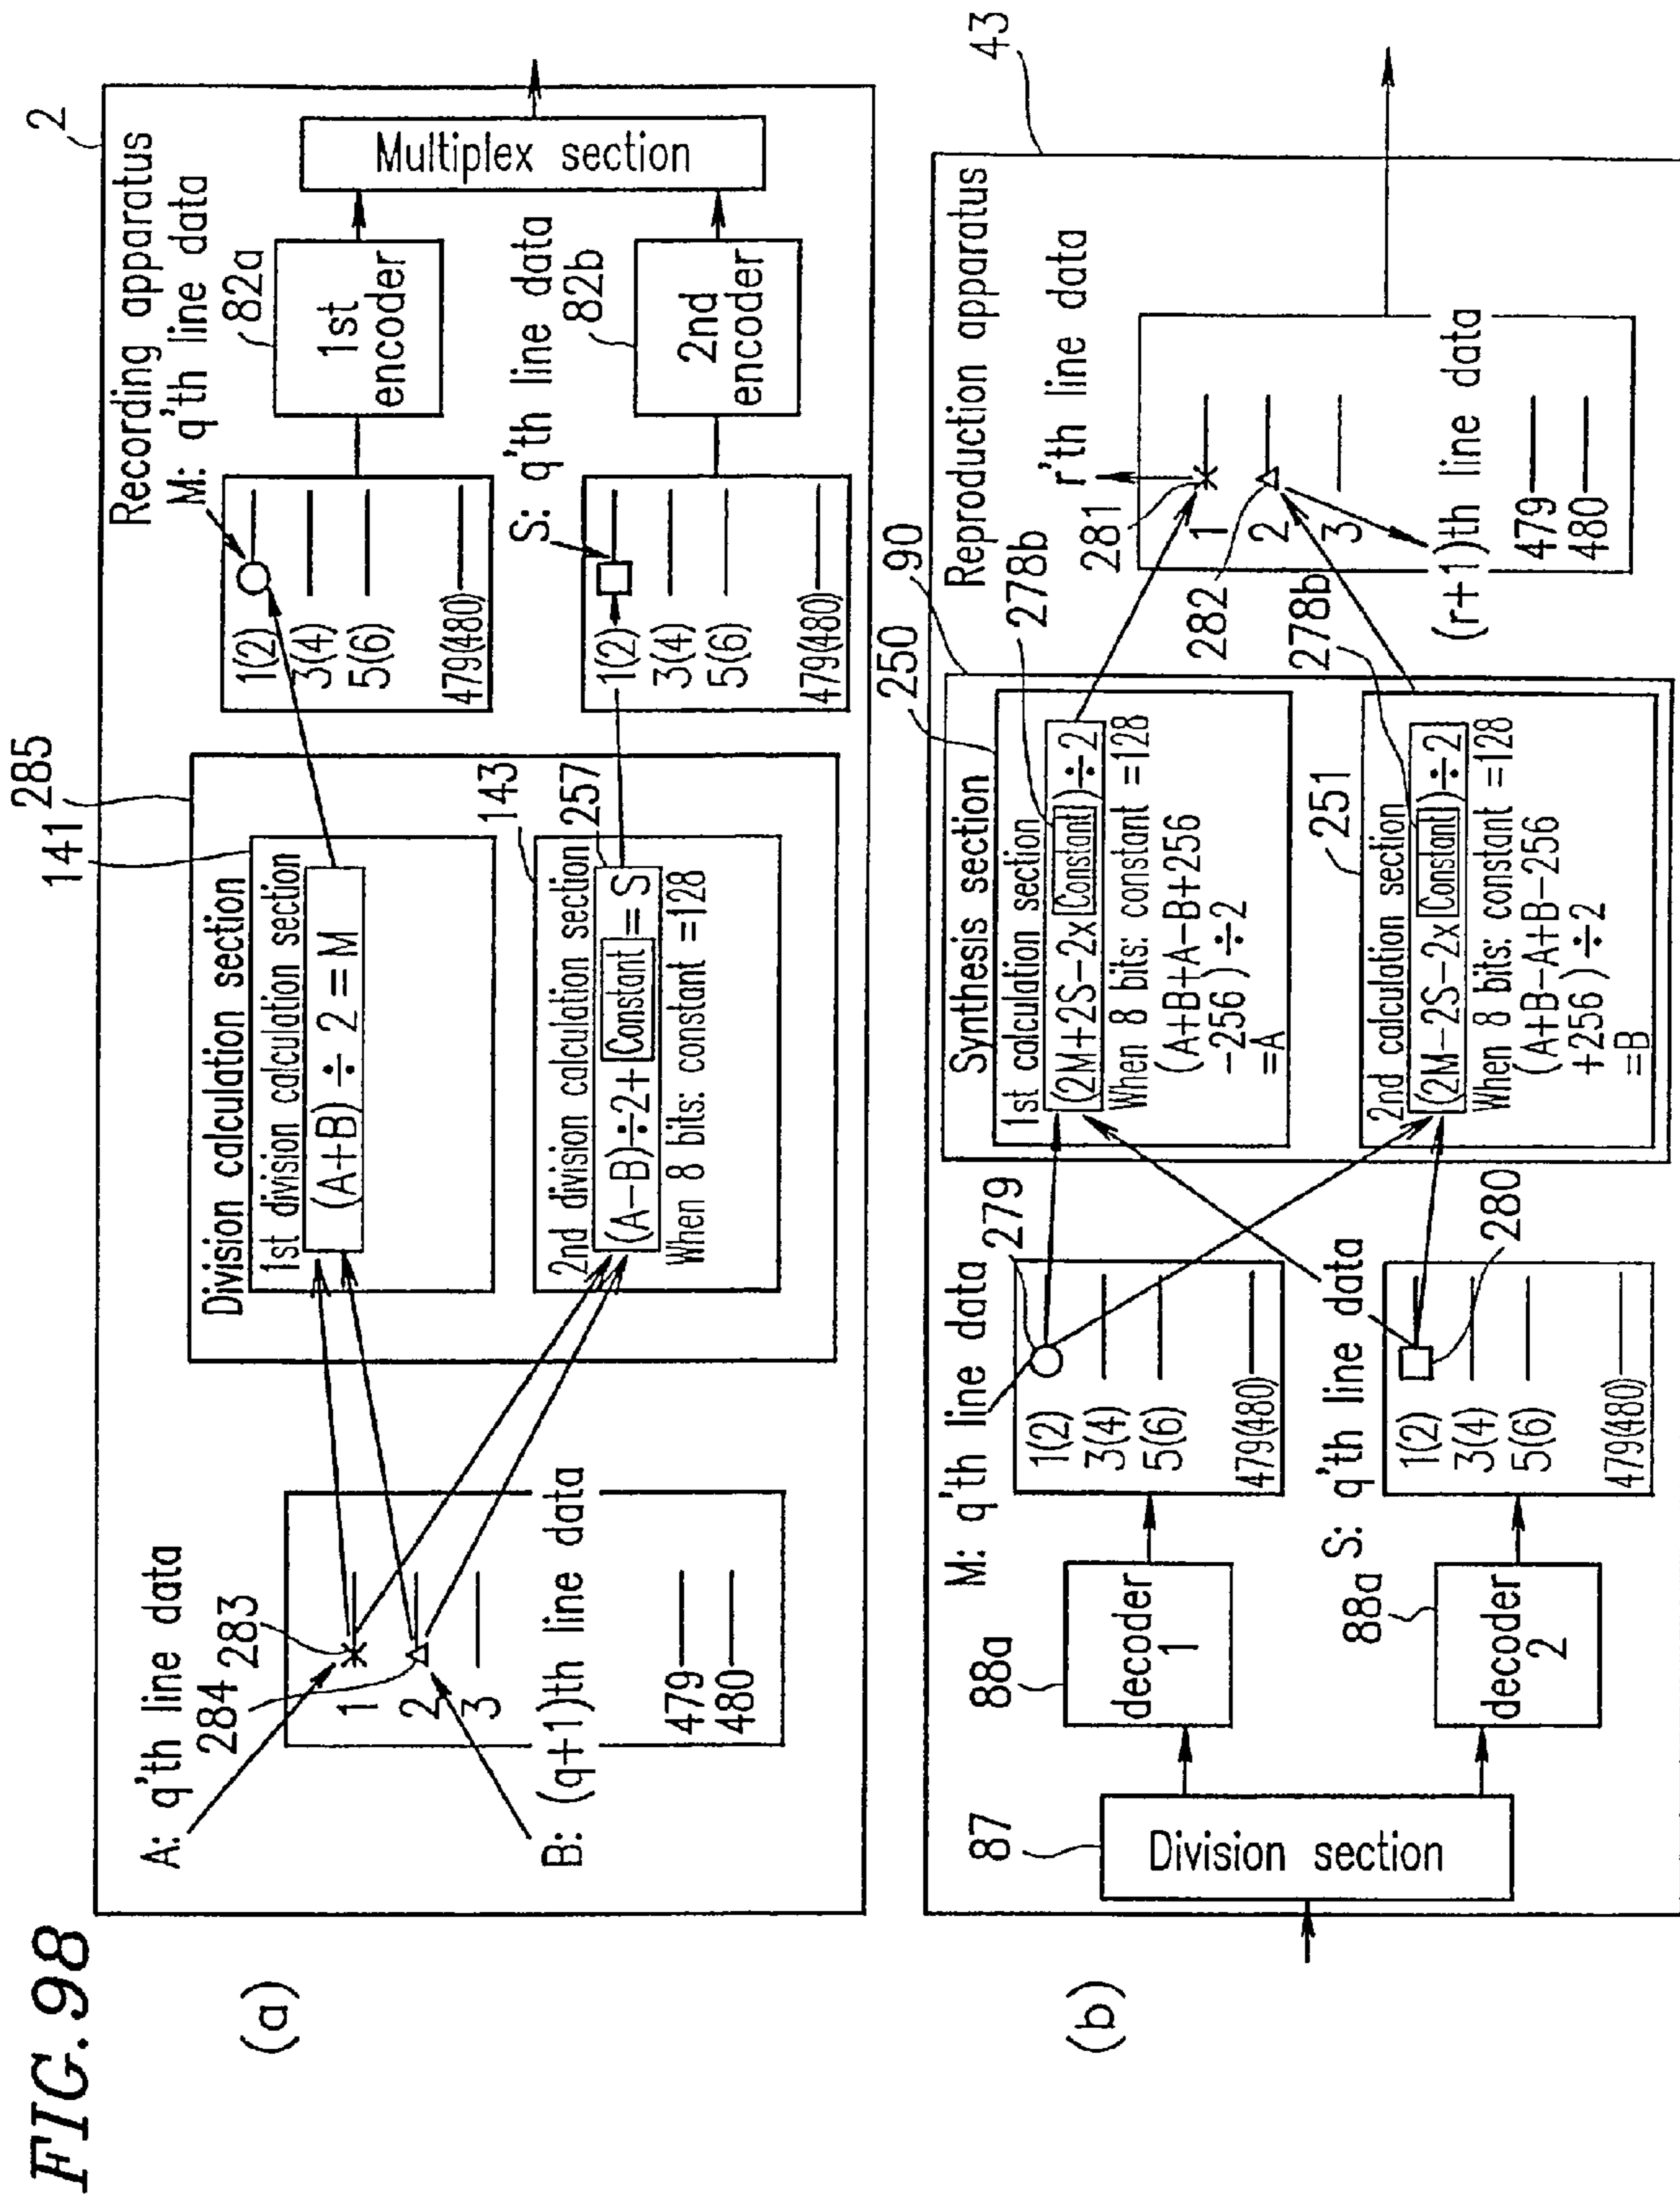 FIG. 98
(a)
Recording apparatus
2
A: q'th line data
284
283
1
2
3
B: (q+1)th line data
479
480
285
141
Division calculation section
1st division calculation section
(A+B) ÷ 2 = M
143
2nd division calculation section
257
(A−B)÷2+ Constant = S
When 8 bits: constant =128
M: q'th line data
1(2)
3(4)
5(6)
479(480)
82a
1st
encoder
S: q'th line data
1(2)
3(4)
5(6)
479(480)
82b
2nd
encoder
Multiplex section
(b)
Reproduction apparatus
43
87
Division section
88a
decoder
1
88a
decoder
2
M: q'th line data
279
1(2)
3(4)
5(6)
479(480)
S: q'th line data
280
1(2)
3(4)
5(6)
479(480)
90
250
Synthesis section
1st calculation section
278b
(2M+2S−2x Constant)÷2
When 8 bits: constant =128
(A+B+A−B+256
−256)÷2
=A
251
2nd calculation section
278b
(2M−2S−2x Constant)÷2
When 8 bits: constant =128
(A+B−A+B−256
+256)÷2
=B
r'th line data
281
1
282
2
3
(r+1)th line data
479
480